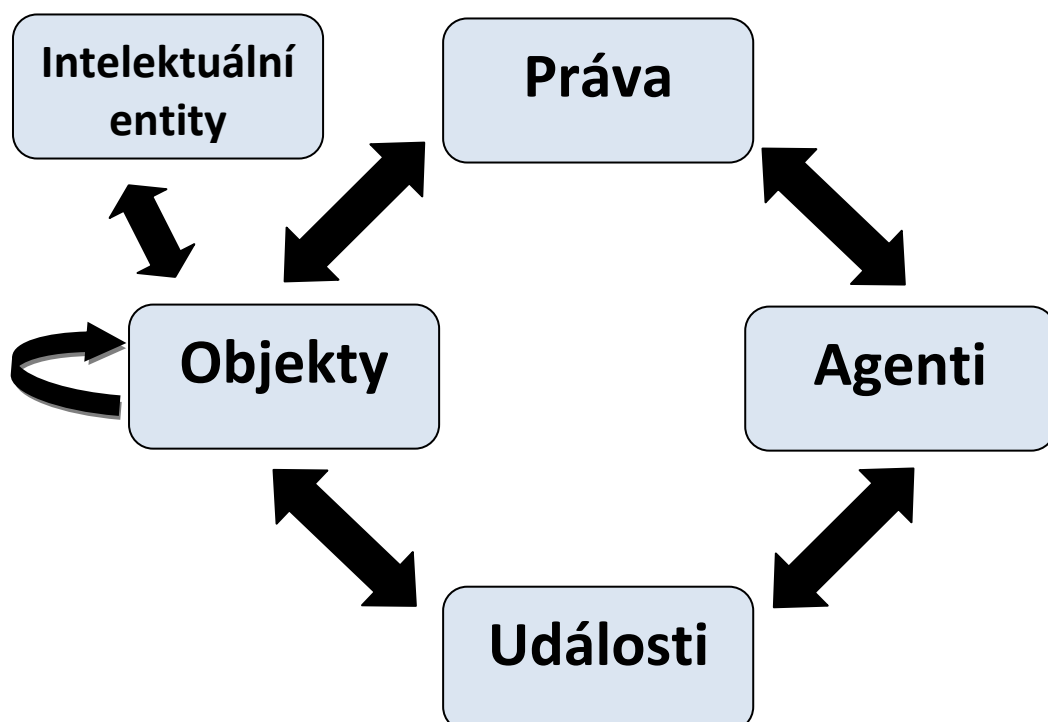 Intelektuální
entity
Práva
Objekty
Agenti
Události